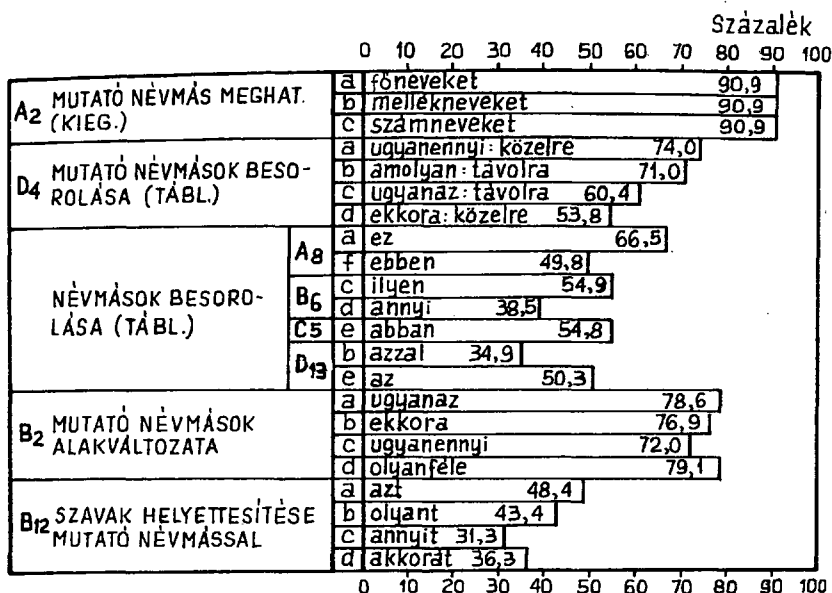 Százalék
0 10 20 30 40 50 60 70 80 90 100
A2 MUTATÓ NÉVMÁS MEGHAT. (KIEG.)
a főneveket 90,9
b mellékneveket 90,9
c számneveket 90,9
D4 MUTATÓ NÉVMÁSOK BESO-
ROLÁSA (TÁBL.)
a ugyanennyi: közelre 74,0
b amolyan: távolra 71,0
c ugyanaz: távolra 60,4
d ekkora: közelre 53,8
NÉVMÁSOK BESORO-
LÁSA (TÁBL.)
A8 a ez 66,5
f ebben 49,8
B6 c ilyen 54,9
d annyi 38,5
C5 e abban 54,8
D13 b azzal 34,9
e az 50,3
B2 MUTATÓ NÉVMÁSOK
ALAKVÁLTOZATA
a ugyanaz 78,6
b ekkora 76,9
c ugyanennyi 72,0
d olyanféle 79,1
B12 SZAVAK HELYETTESÍTÉSE
MUTATÓ NÉVMÁSSAL
a azt 48,4
b olyant 43,4
c annyit 31,3
d akkorát 36,3
0 10 20 30 40 50 60 70 80 90 100